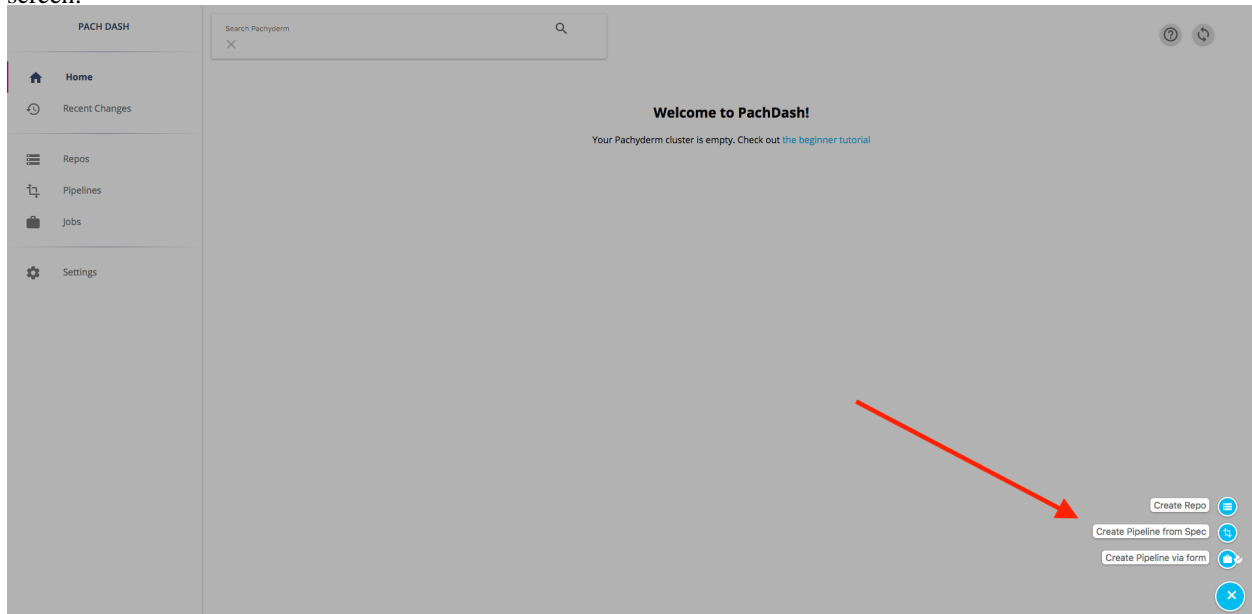 screen.
PACH DASH
Search Pachyderm
Home
Recent Changes
Welcome to PachDash!
Your Pachyderm cluster is empty. Check out the beginner tutorial
Repos
Pipelines
Jobs
Settings
Create Repo
Create Pipeline from Spec
Create Pipeline via form